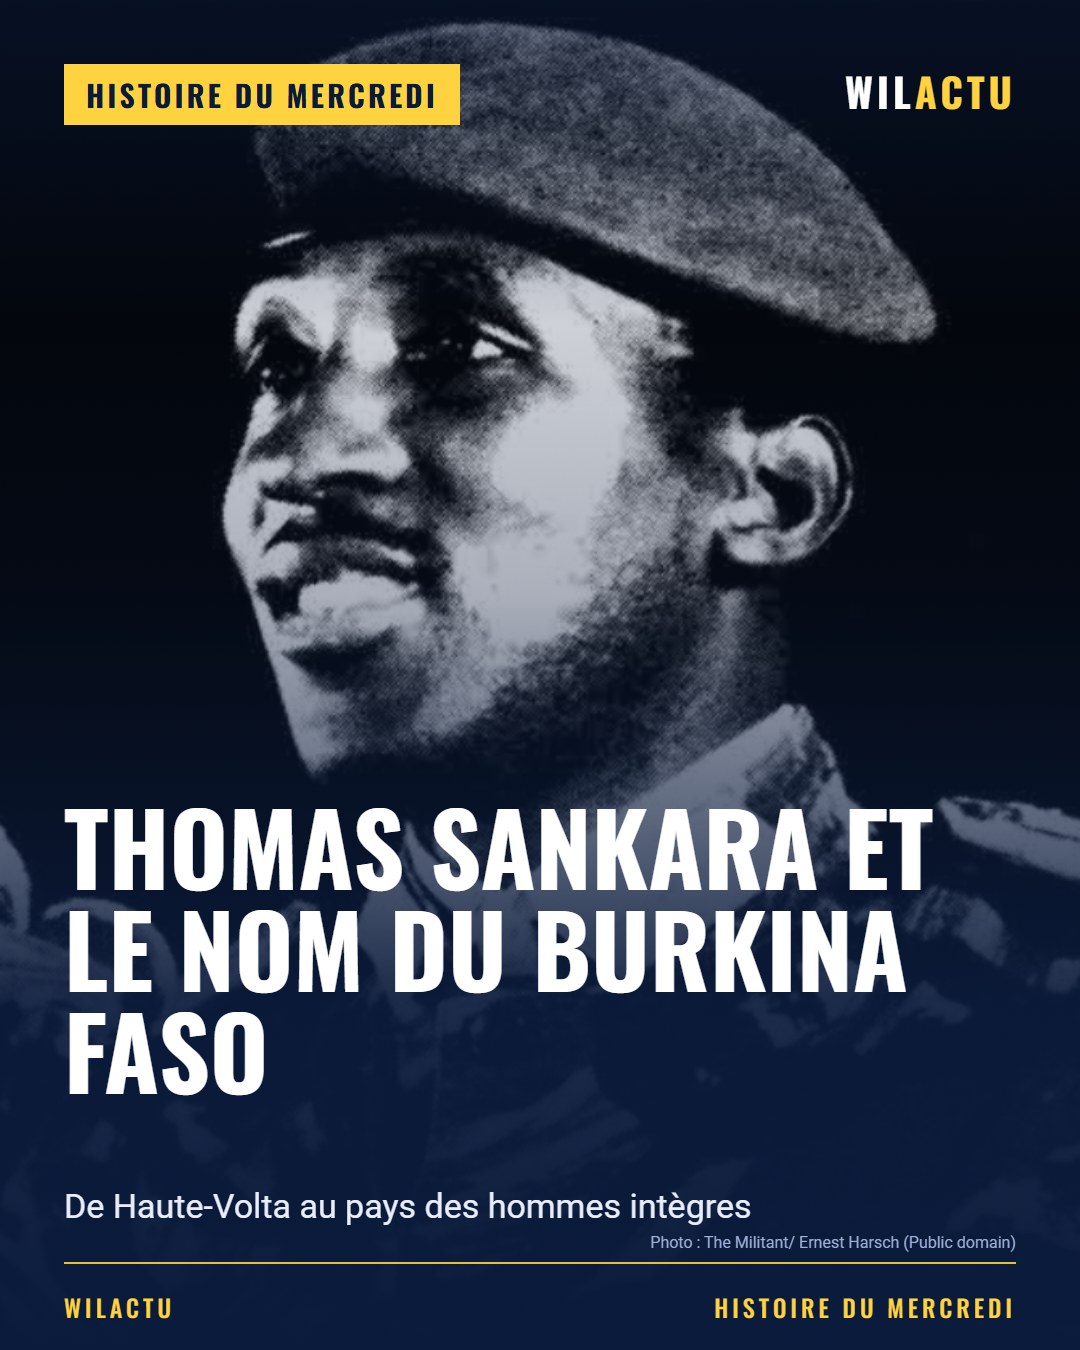 HISTOIRE DU MERCREDI
WILACTU
THOMAS SANKARA ET
LE NOM DU BURKINA
FASO
De Haute-Volta au pays des hommes intègres
Photo : The Militant/ Ernest Harsch (Public domain)
WILACTU
HISTOIRE DU MERCREDI